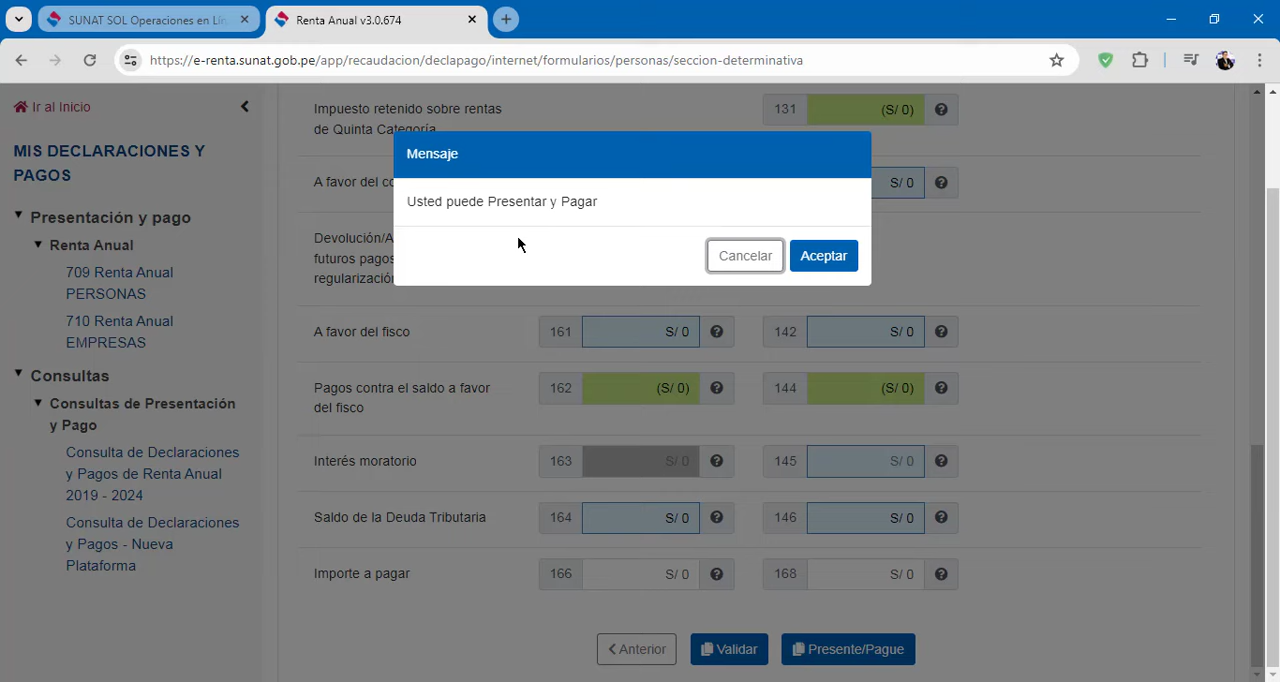 SUNAT SOL Operaciones en Lín
Renta Anual v3.0.674
https://e-renta.sunat.gob.pe/app/recaudacion/declapago/internet/formularios/personas/seccion-determinativa
Ir al Inicio
MIS DECLARACIONES Y
PAGOS
Presentación y pago
Renta Anual
709 Renta Anual
PERSONAS
710 Renta Anual
EMPRESAS
Consultas
Consultas de Presentación
y Pago
Consulta de Declaraciones
y Pagos de Renta Anual
2019 - 2024
Consulta de Declaraciones
y Pagos - Nueva
Plataforma
Impuesto retenido sobre rentas
de Quinta Categoría
131 (S/ 0)
Mensaje
Usted puede Presentar y Pagar
Cancelar Aceptar
A favor del co
S/ 0
Devolución/A
futuros pagos
regularización
A favor del fisco 161 S/ 0 142 S/ 0
Pagos contra el saldo a favor
del fisco
162 (S/ 0) 144 (S/ 0)
Interés moratorio 163 S/ 0 145 S/ 0
Saldo de la Deuda Tributaria 164 S/ 0 146 S/ 0
Importe a pagar 166 S/ 0 168 S/ 0
Anterior Validar Presente/Pague